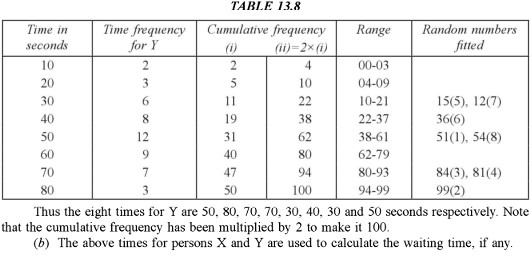 TABLE 13.8
Time in seconds | Time frequency for Y | Cumulative frequency (i) | (ii)=2×(i) | Range | Random numbers fitted
10 | 2 | 2 | 4 | 00-03
20 | 3 | 5 | 10 | 04-09
30 | 6 | 11 | 22 | 10-21 | 15(5), 12(7)
40 | 8 | 19 | 38 | 22-37 | 36(6)
50 | 12 | 31 | 62 | 38-61 | 51(1), 54(8)
60 | 9 | 40 | 80 | 62-79
70 | 7 | 47 | 94 | 80-93 | 84(3), 81(4)
80 | 3 | 50 | 100 | 94-99 | 99(2)
Thus the eight times for Y are 50, 80, 70, 70, 30, 40, 30 and 50 seconds respectively. Note
that the cumulative frequency has been multiplied by 2 to make it 100.
(b) The above times for persons X and Y are used to calculate the waiting time, if any.